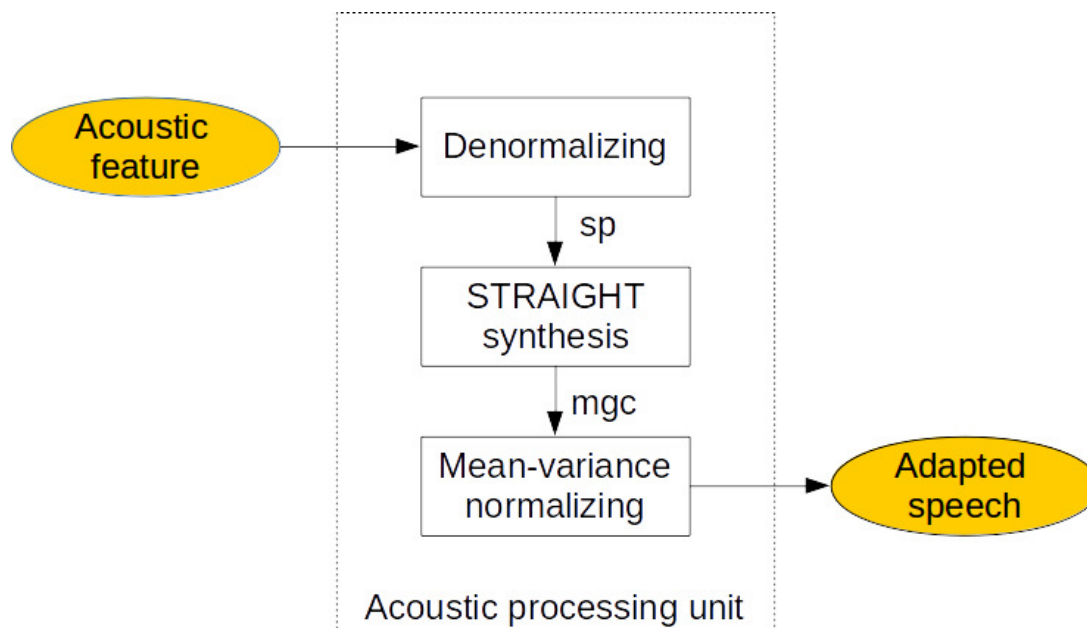 Acoustic
feature
Denormalizing
sp
STRAIGHT
synthesis
mgc
Mean-variance
normalizing
Adapted
speech
Acoustic processing unit